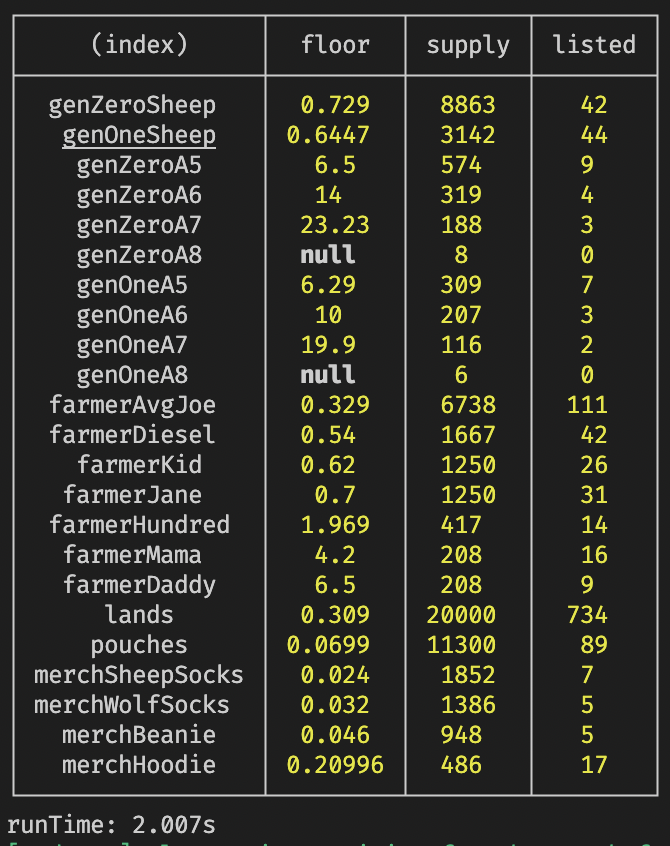 (index) floor supply listed
genZeroSheep 0.729 8863 42
genOneSheep 0.6447 3142 44
genZeroA5 6.5 574 9
genZeroA6 14 319 4
genZeroA7 23.23 188 3
genZeroA8 null 8 0
genOneA5 6.29 309 7
genOneA6 10 207 3
genOneA7 19.9 116 2
genOneA8 null 6 0
farmerAvgJoe 0.329 6738 111
farmerDiesel 0.54 1667 42
farmerKid 0.62 1250 26
farmerJane 0.7 1250 31
farmerHundred 1.969 417 14
farmerMama 4.2 208 16
farmerDaddy 6.5 208 9
lands 0.309 20000 734
pouches 0.0699 11300 89
merchSheepSocks 0.024 1852 7
merchWolfSocks 0.032 1386 5
merchBeanie 0.046 948 5
merchHoodie 0.20996 486 17
runTime: 2.007s